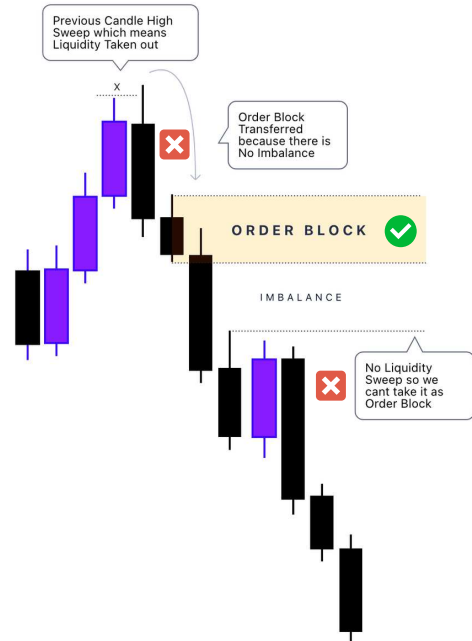 Previous Candle High
Sweep which means
Liquidity Taken out
X
Order Block
Transferred
because there is
No Imbalance
ORDER BLOCK
IMBALANCE
No Liquidity
Sweep so we
cant take it as
Order Block